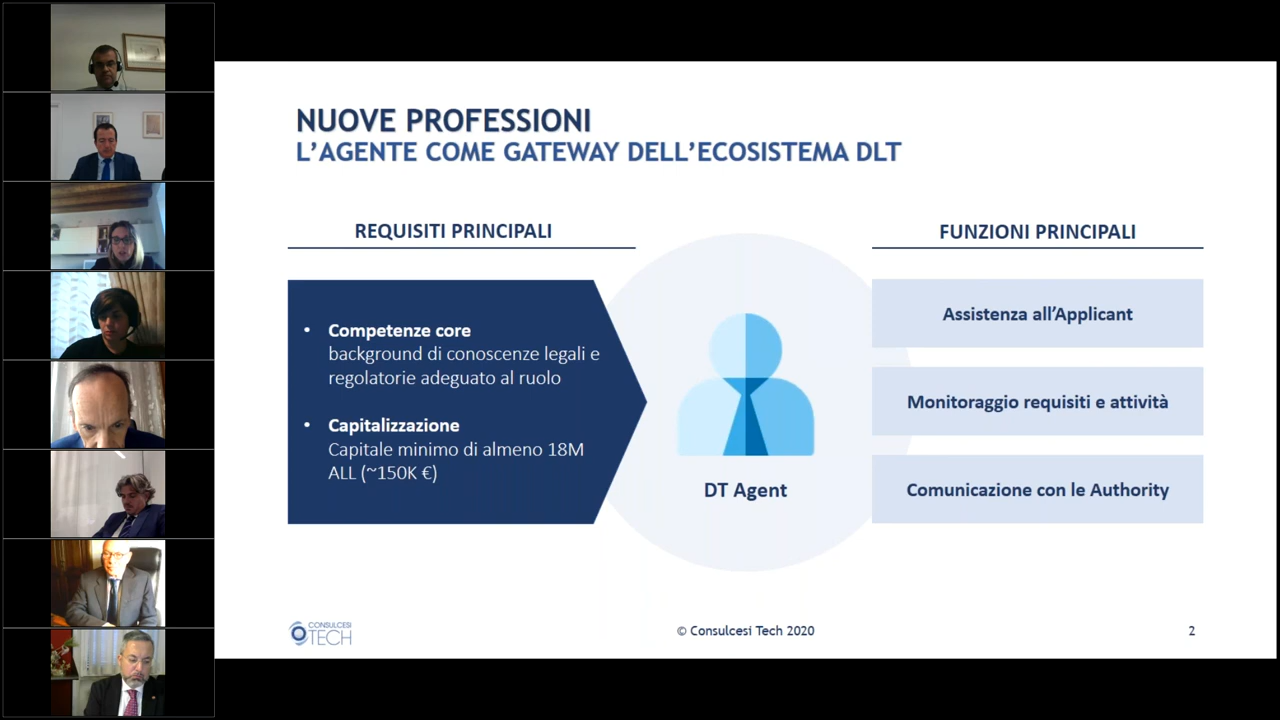 NUOVE PROFESSIONI
L'AGENTE COME GATEWAY DELL'ECOSISTEMA DLT
REQUISITI PRINCIPALI
• Competenze core
background di conoscenze legali e
regolatorie adeguato al ruolo
• Capitalizzazione
Capitale minimo di almeno 18M
ALL (~150K €)
DT Agent
FUNZIONI PRINCIPALI
Assistenza all'Applicant
Monitoraggio requisiti e attività
Comunicazione con le Authority
CONSULCESI
TECH
© Consulcesi Tech 2020
2